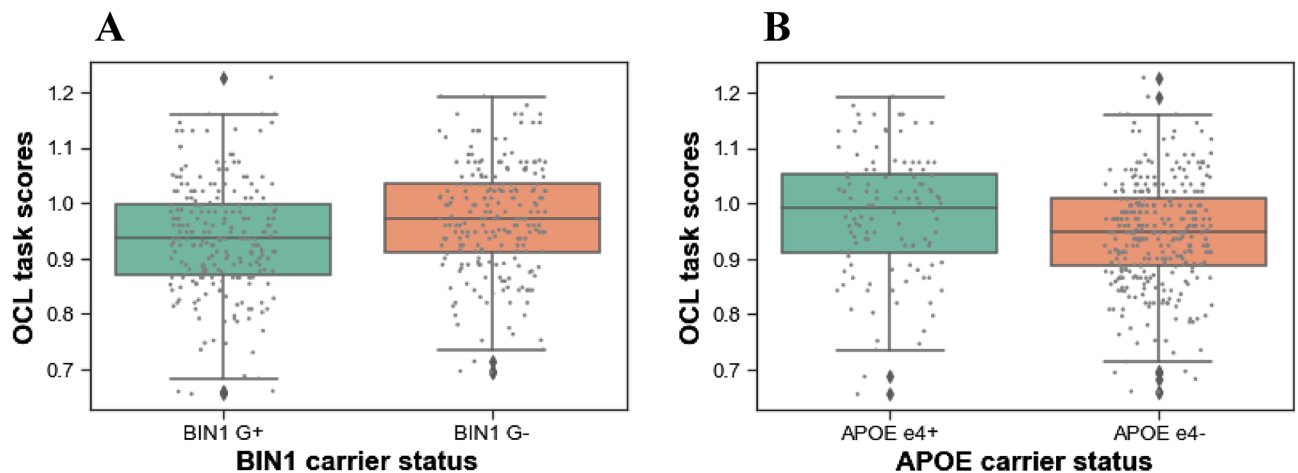 A
OCL task scores
1.2
1.1
1.0
0.9
0.8
0.7
BIN1 G+
BIN1 G-
BIN1 carrier status
B
OCL task scores
1.2
1.1
1.0
0.9
0.8
0.7
APOE e4+
APOE e4-
APOE carrier status